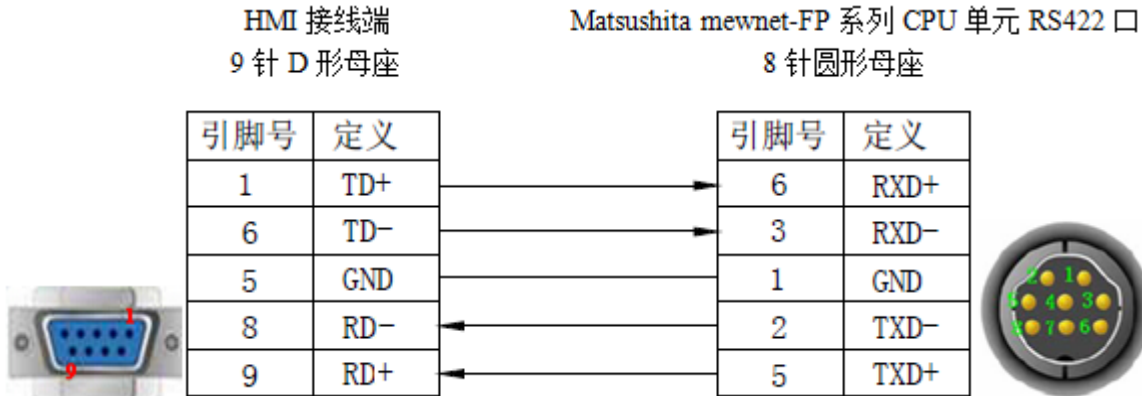 HMI 接线端 Matsushita mewnet-FP 系列 CPU 单元 RS422 口
9 针 D 形母座 8 针圆形母座
引脚号 定义 引脚号 定义
1 TD+ 6 RXD+
6 TD- 3 RXD-
5 GND 1 GND
8 RD- 2 TXD-
9 RD+ 5 TXD+
1
9
2 1
5 4 3
8 7 6